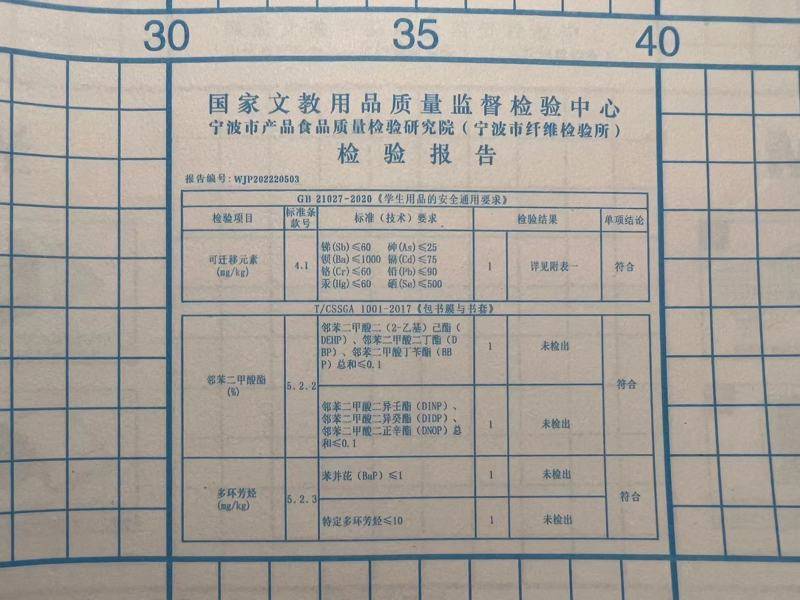 30 35 40
国家文教用品质量监督检验中心
宁波市产品食品质量检验研究院（宁波市纤维检验所）
检验报告
报告编号：WJP202220503
GB 21027-2020《学生用品的安全通用要求》
检验项目 标准条款号 标准（技术）要求 检验结果 单项结论
可迁移元素
(mg/kg)
4.1
锑(Sb)≤60 砷(As)≤25
钡(Ba)≤1000 镉(Cd)≤75
铬(Cr)≤60 铅(Pb)≤90
汞(Hg)≤60 硒(Se)≤500
1 详见附表一 符合
T/CSSGA 1001-2017《包书膜与书套》
邻苯二甲酸酯
(%)
5.2.2
邻苯二甲酸二（2-乙基）己酯（
DEHP）、邻苯二甲酸二丁酯（D
BP）、邻苯二甲酸丁苄酯（BB
P）总和≤0.1
1 未检出
邻苯二甲酸二异壬酯（DINP）、
邻苯二甲酸二异癸酯（DIDP）、
邻苯二甲酸二正辛酯（DNOP）总
和≤0.1
1 未检出
符合
多环芳烃
(mg/kg)
5.2.3
苯并芘（BaP）≤1 1 未检出
特定多环芳烃≤10 1 未检出
符合